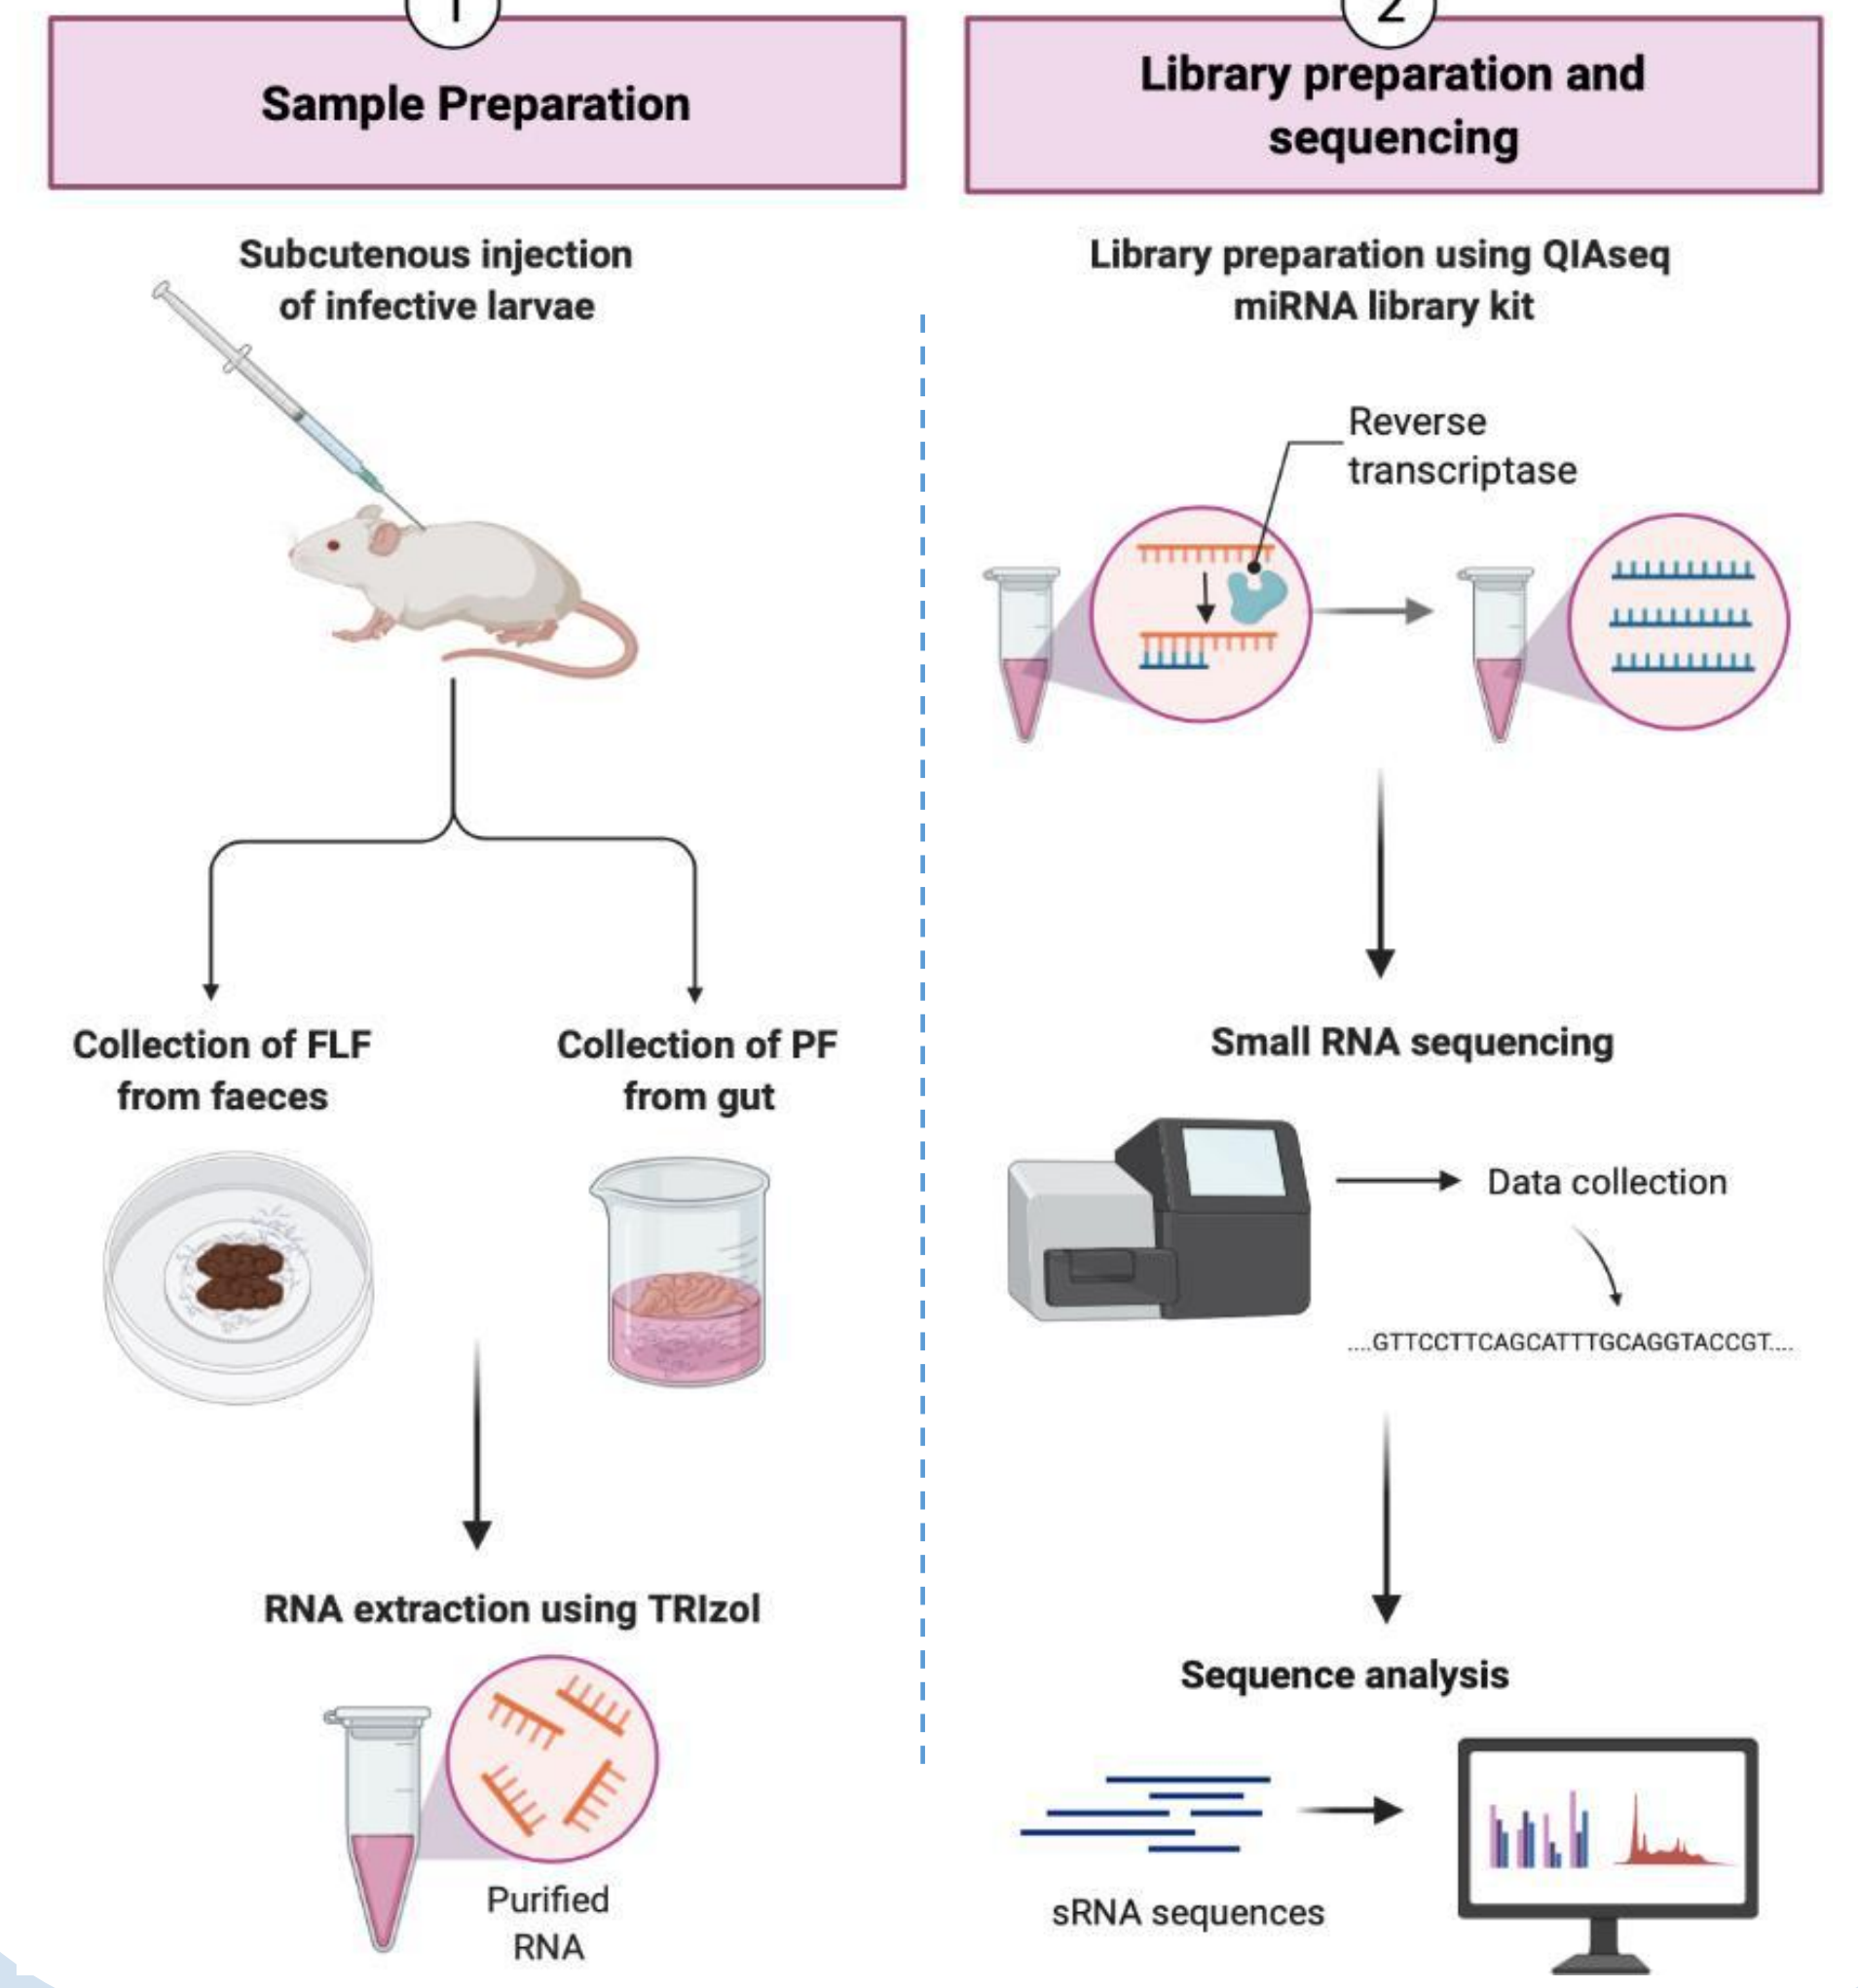 1
Sample Preparation
Subcutenous injection
of infective larvae
Collection of FLF
from faeces
Collection of PF
from gut
RNA extraction using TRIzol
Purified
RNA
2
Library preparation and
sequencing
Library preparation using QIAseq
miRNA library kit
Reverse
transcriptase
Small RNA sequencing
Data collection
....GTTCCTTCAGCATTTGCAGGTACCGT....
Sequence analysis
sRNA sequences